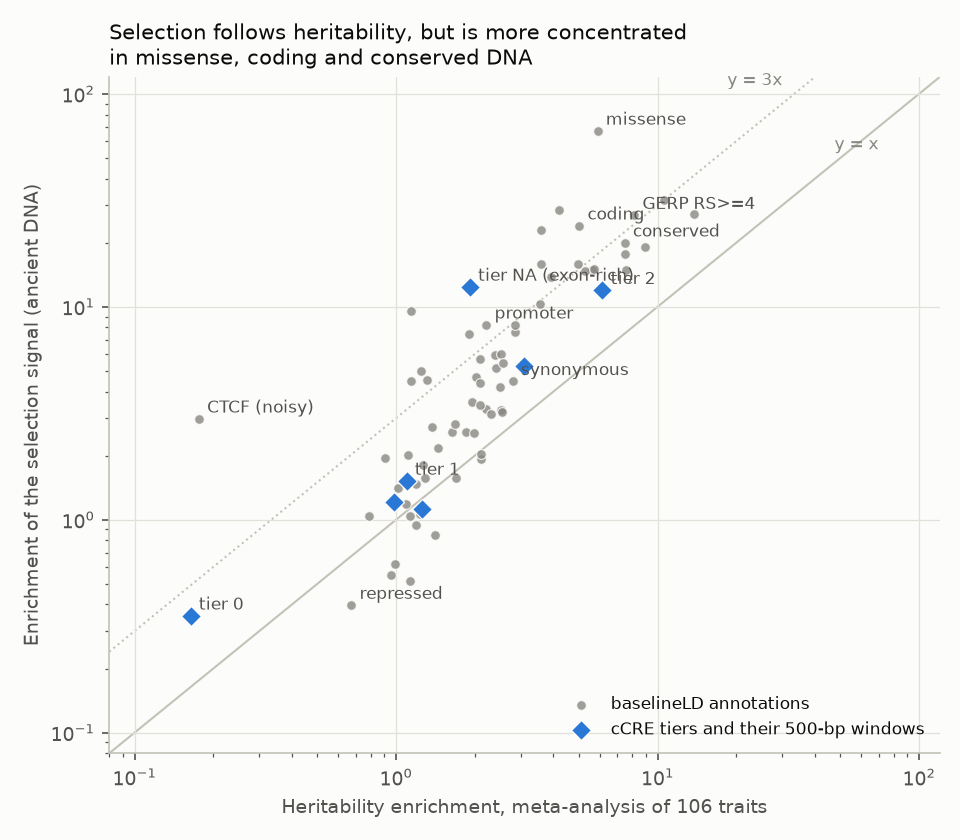 Selection follows heritability, but is more concentrated
in missense, coding and conserved DNA
y = 3x
10²
missense
y = x
GERP RS>=4
coding
conserved
tier NA (exon-rich)
tier 2
10¹
promoter
synonymous
CTCF (noisy)
tier 1
10⁰
repressed
tier 0
baselineLD annotations
cCRE tiers and their 500-bp windows
10⁻¹
10⁻¹ 10⁰ 10¹ 10²
Heritability enrichment, meta-analysis of 106 traits
Enrichment of the selection signal (ancient DNA)